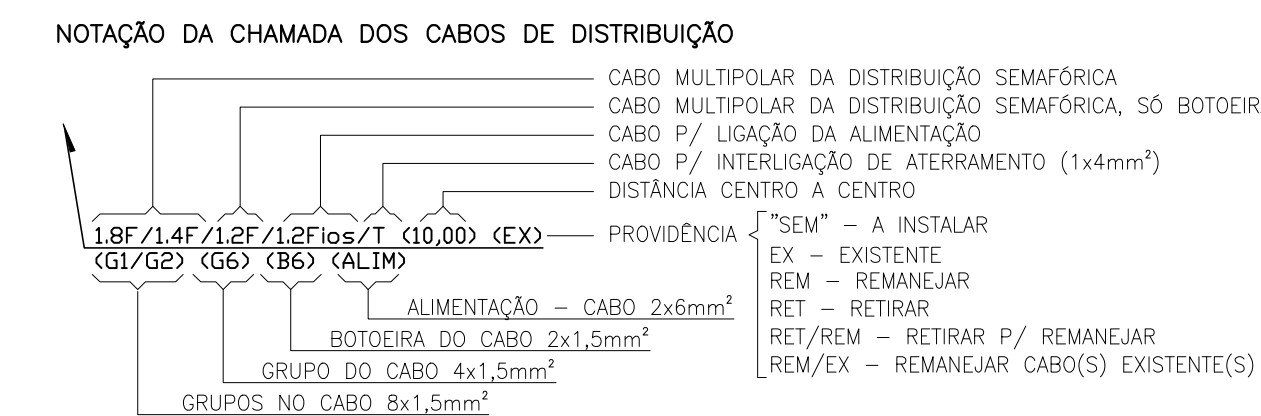 NOTAÇÃO DA CHAMADA DOS CABOS DE DISTRIBUIÇÃO
CABO MULTIPOLAR DA DISTRIBUIÇÃO SEMAFÓRICA
CABO MULTIPOLAR DA DISTRIBUIÇÃO SEMAFÓRICA, SÓ BOTOEIR
CABO P/ LIGAÇÃO DA ALIMENTAÇÃO
CABO P/ INTERLIGAÇÃO DE ATERRAMENTO (1x4mm²)
DISTÂNCIA CENTRO A CENTRO
1.8F/1.4F/1.2F/1.2Fios/T (10,00) (EX) PROVIDÊNCIA
(G1/G2) (G6) (B6) (ALIM)
"SEM" – A INSTALAR
EX – EXISTENTE
REM – REMANEJAR
RET – RETIRAR
RET/REM – RETIRAR P/ REMANEJAR
REM/EX – REMANEJAR CABO(S) EXISTENTE(S)
ALIMENTAÇÃO – CABO 2x6mm²
BOTOEIRA DO CABO 2x1,5mm²
GRUPO DO CABO 4x1,5mm²
GRUPOS NO CABO 8x1,5mm²